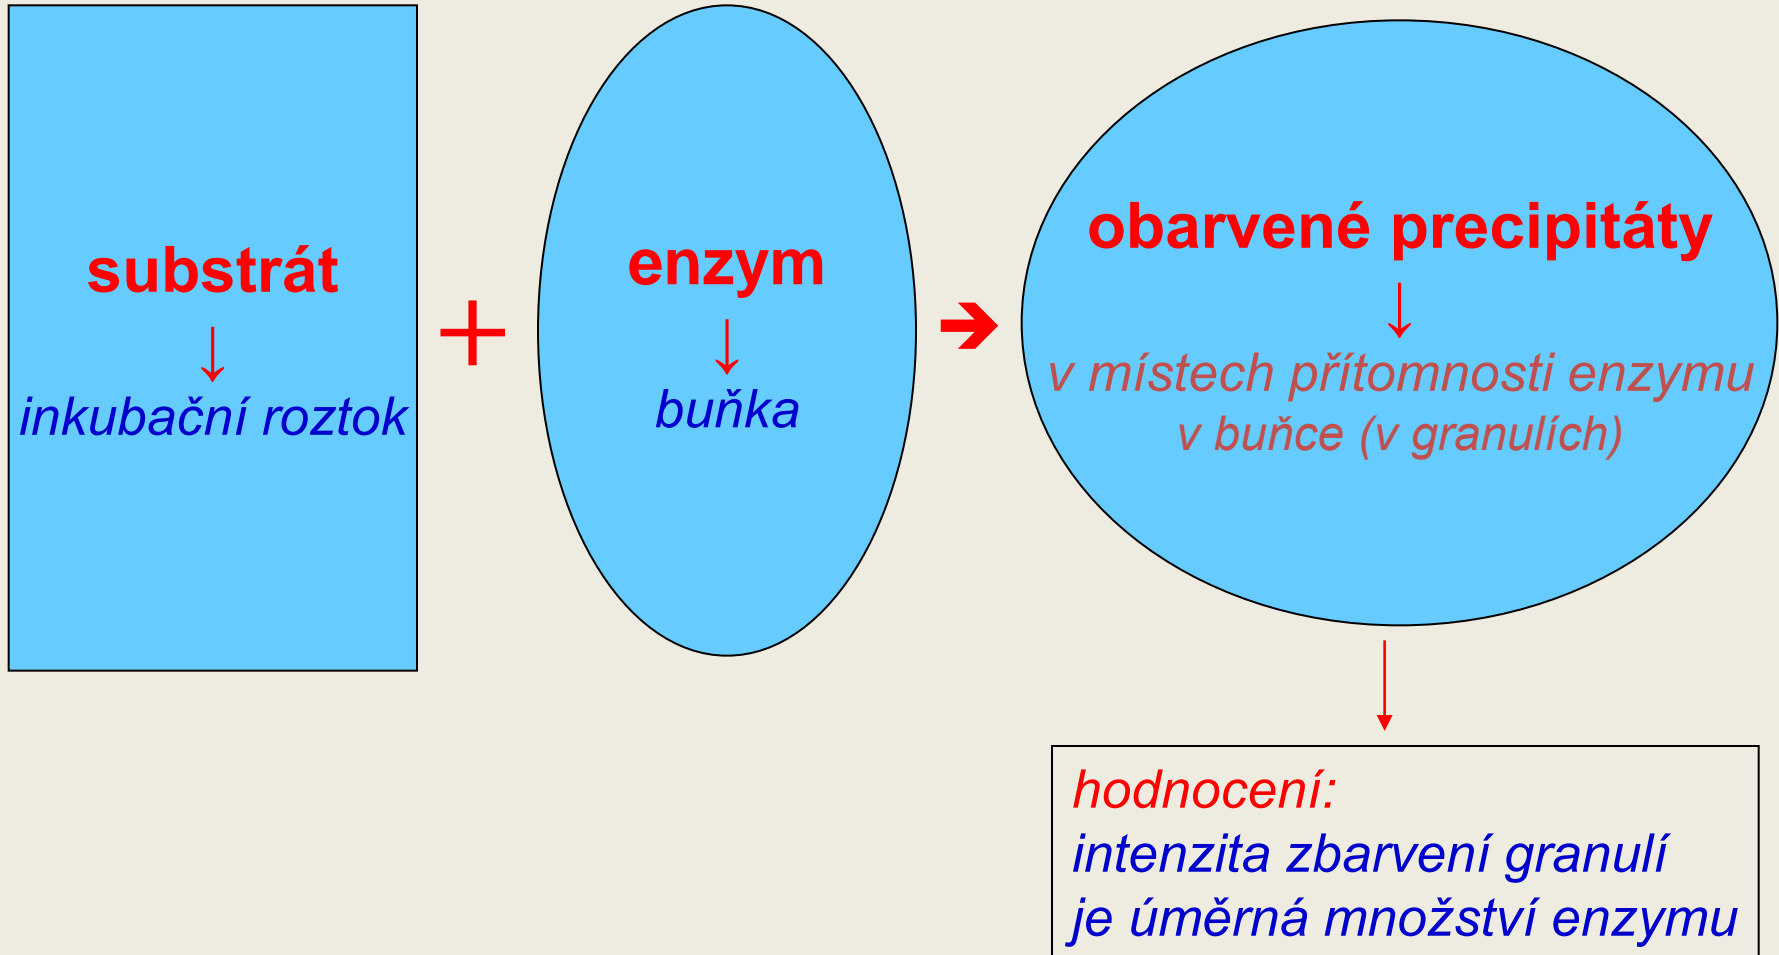 substrát
↓
inkubační roztok
+
enzym
↓
buňka
➔
obarvené precipitáty
↓
v místech přítomnosti enzymu
v buňce (v granulích)
hodnocení:
intenzita zbarvení granulí
je úměrná množství enzymu